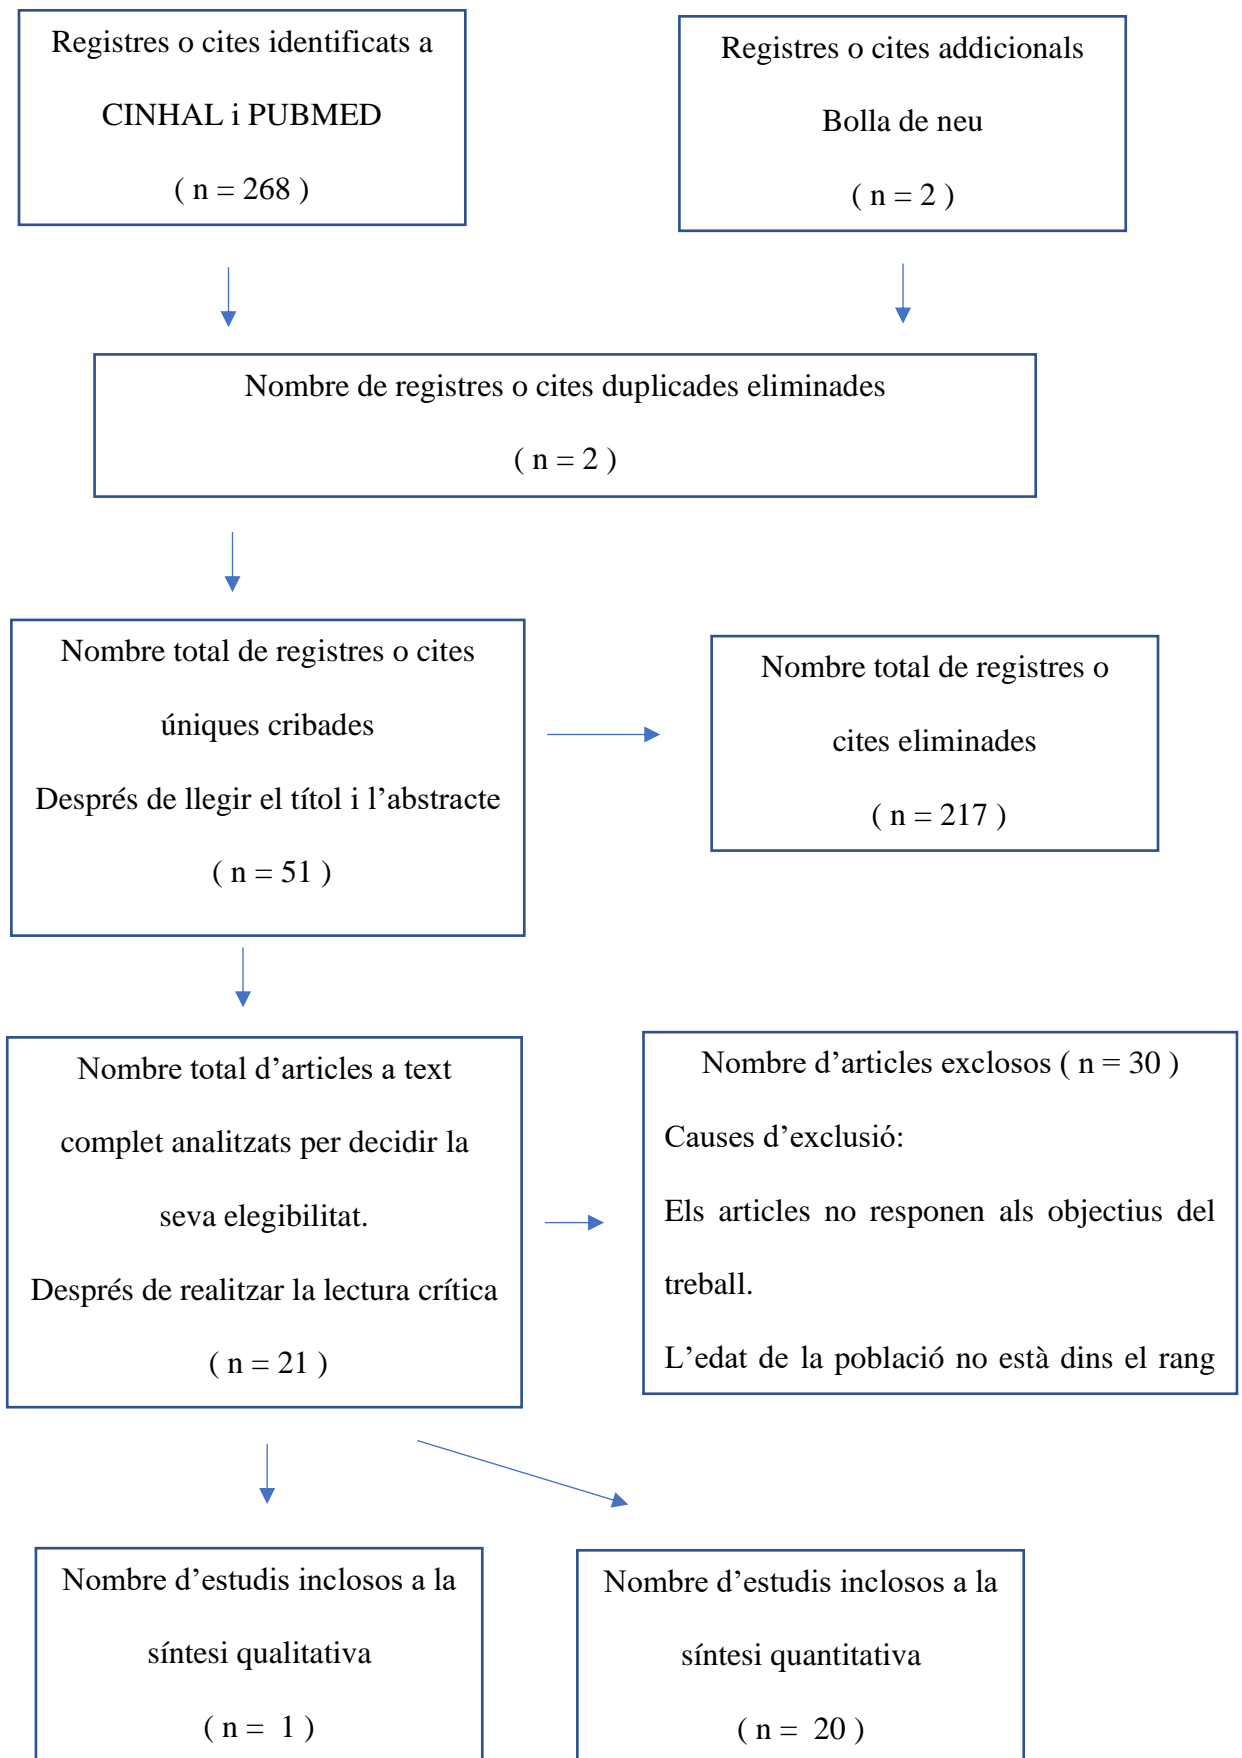 Registres o cites identificats a
CINHAL i PUBMED
( n = 268 )
Registres o cites addicionals
Bolla de neu
( n = 2 )
Nombre de registres o cites duplicades eliminades
( n = 2 )
Nombre total de registres o cites
úniques cribades
Després de llegir el títol i l’abstracte
( n = 51 )
Nombre total de registres o
cites eliminades
( n = 217 )
Nombre total d’articles a text
complet analitzats per decidir la
seva elegibilitat.
Després de realitzar la lectura crítica
( n = 21 )
Nombre d’articles exclosos ( n = 30 )
Causes d’exclusió:
Els articles no responen als objectius del
treball.
L’edat de la població no està dins el rang
Nombre d’estudis inclosos a la
síntesi qualitativa
( n = 1 )
Nombre d’estudis inclosos a la
síntesi quantitativa
( n = 20 )